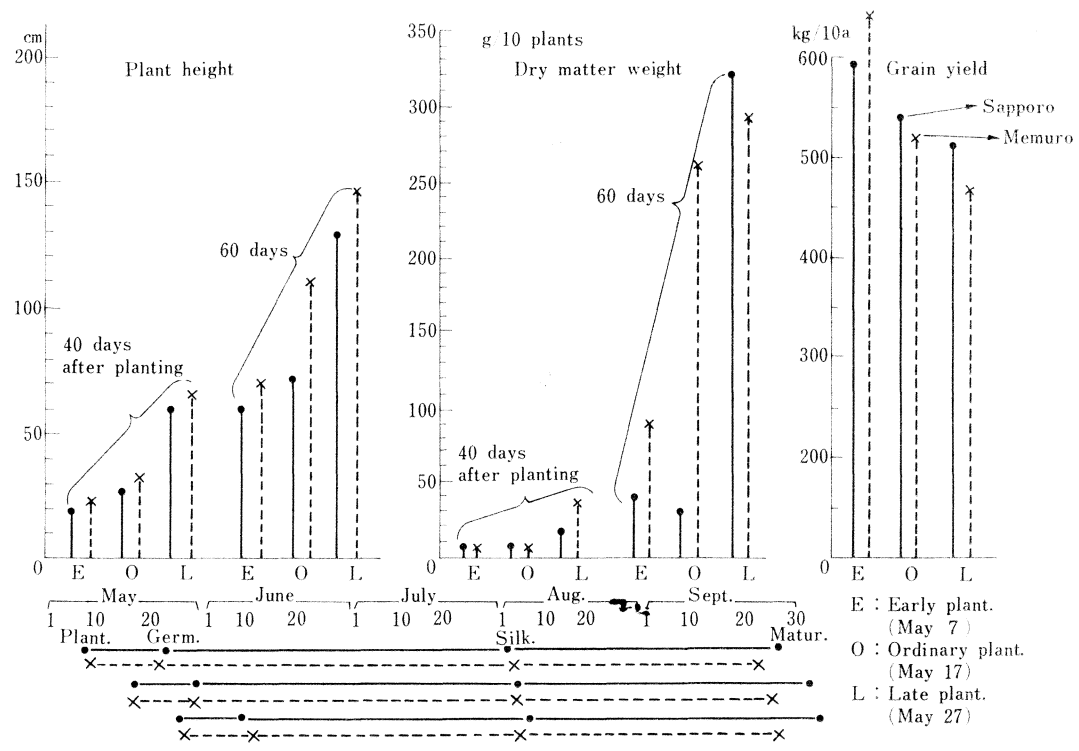 cm
200
150
100
50
0
Plant height
60 days
40 days
after planting
E O L E O L
350
300
250
200
150
100
50
0
g/10 plants
Dry matter weight
60 days
40 days
after planting
E O L E O L
kg/10a
600
500
400
300
200
0
Grain yield
Sapporo
Memuro
E O L
May June July Aug. Sept.
1 10 20 1 10 20 1 10 20 1 10 20 1 10 20 30
Plant. Germ. Silk. Matur.
E : Early plant.
(May 7)
O : Ordinary plant.
(May 17)
L : Late plant.
(May 27)